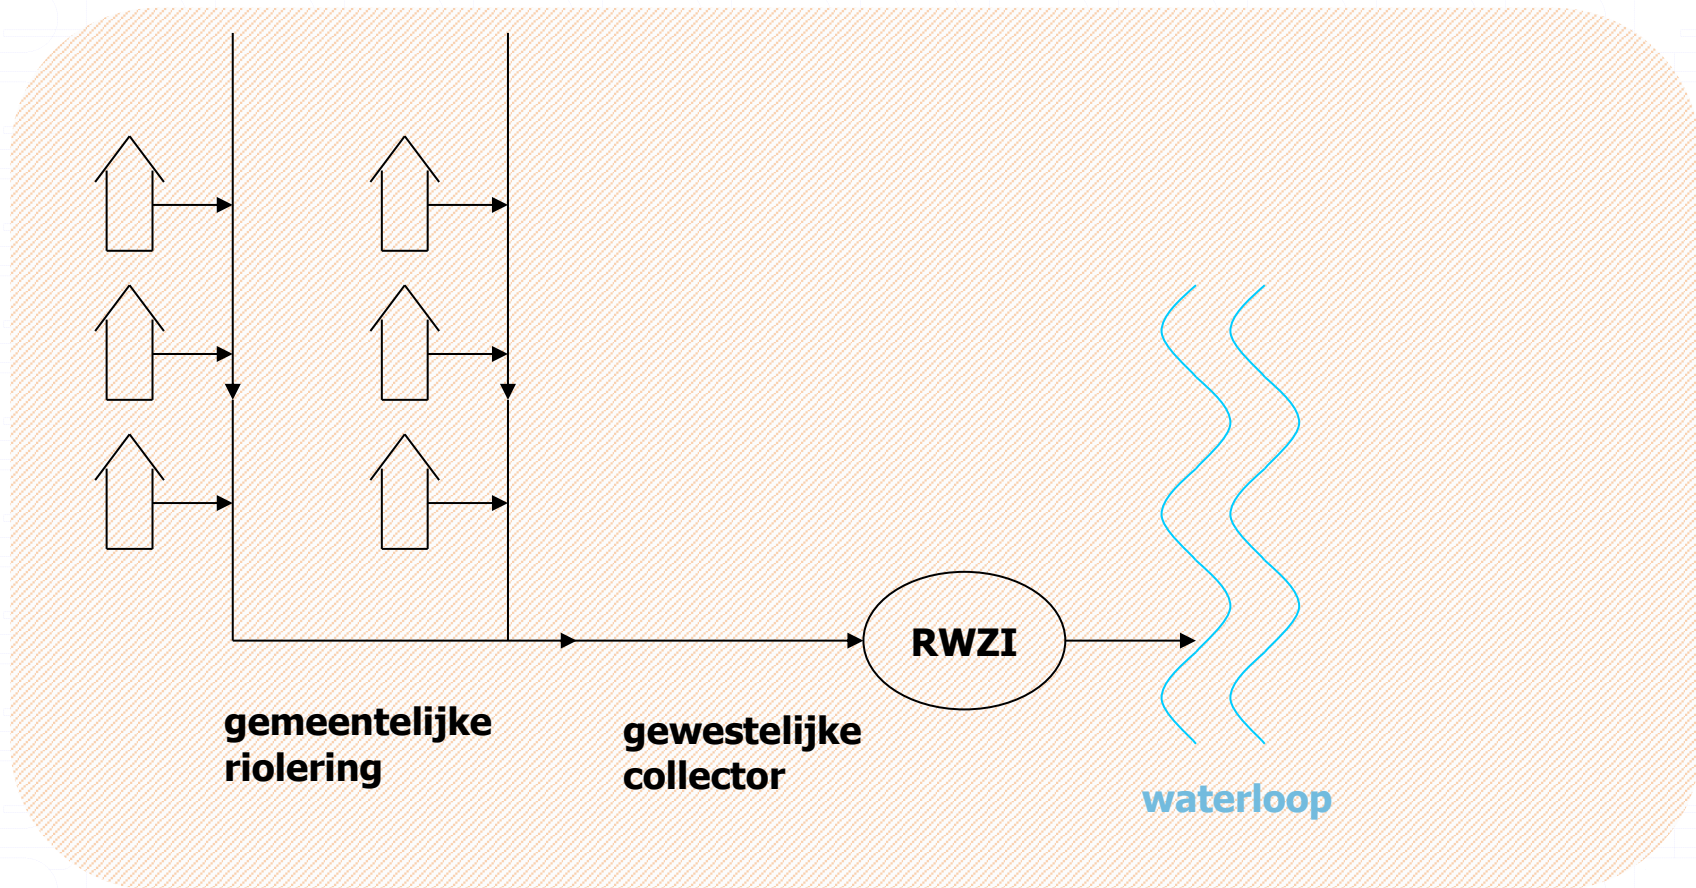 RWZI
gemeentelijke
riolering
gewestelijke
collector
waterloop